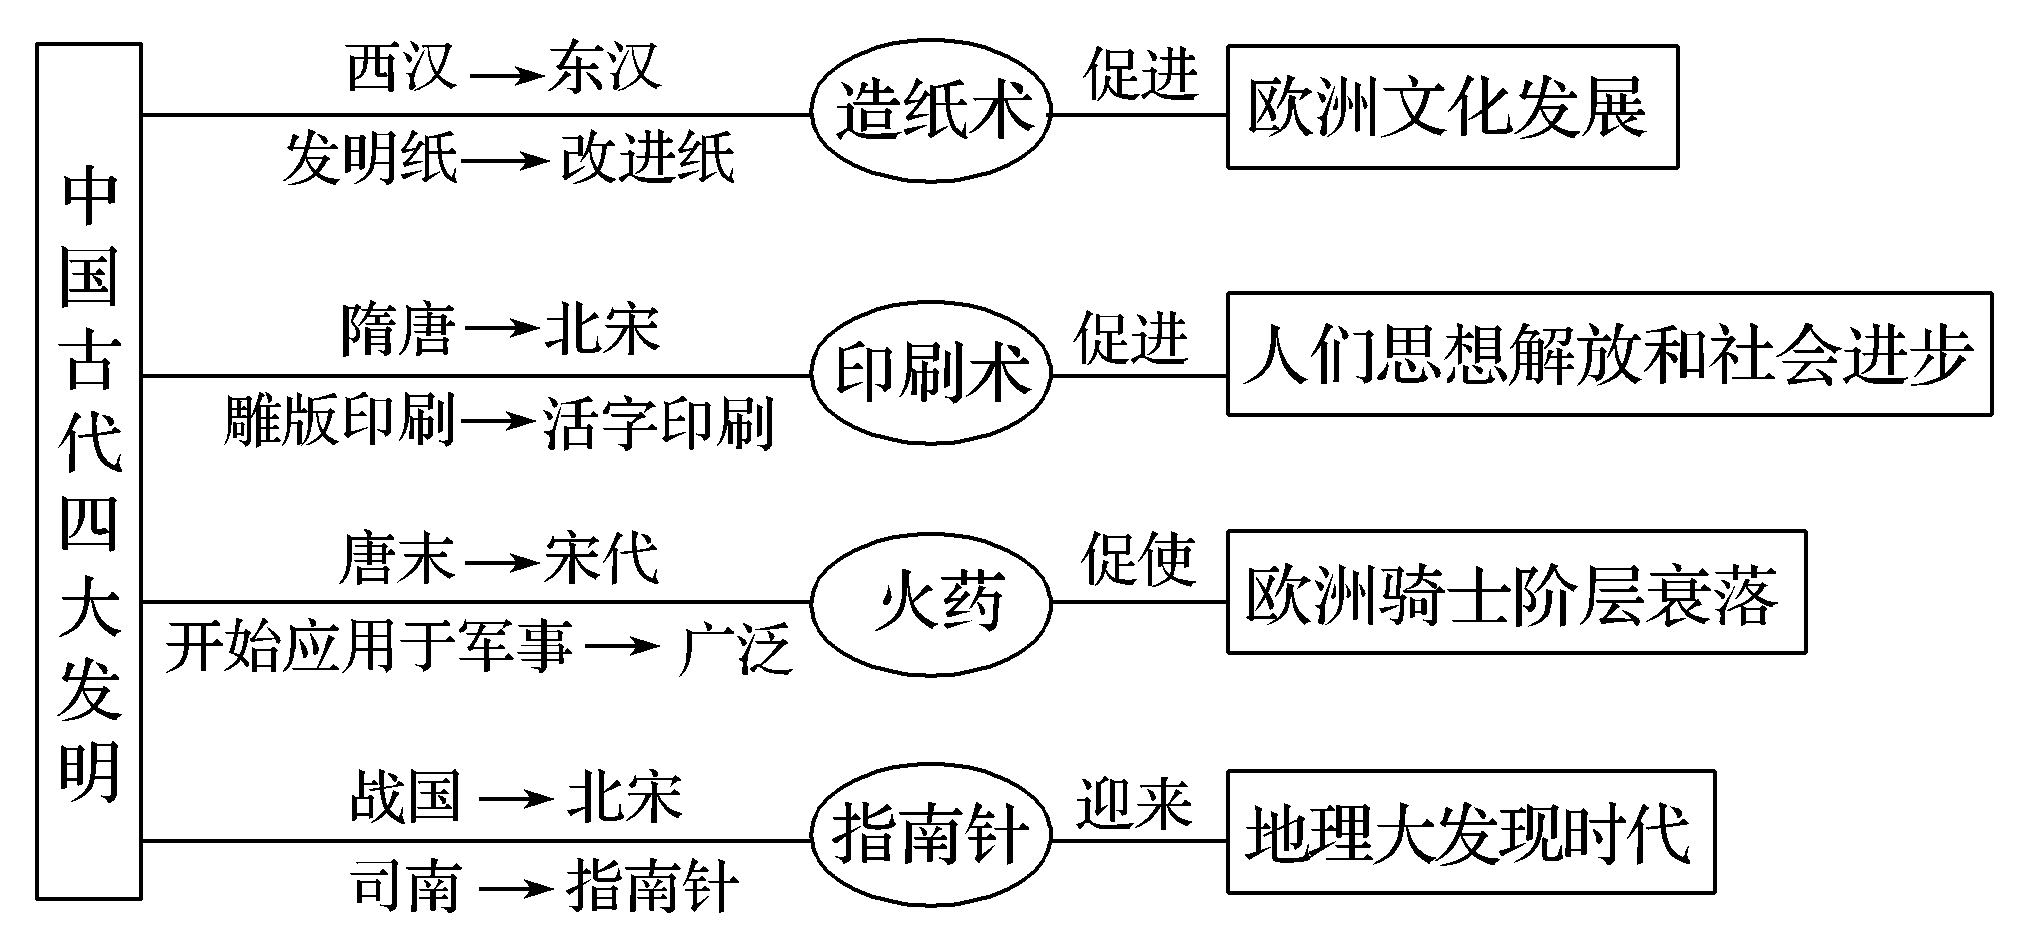 中国古代四大发明
西汉→东汉
发明纸→改进纸
造纸术
促进
欧洲文化发展
隋唐→北宋
雕版印刷→活字印刷
印刷术
促进
人们思想解放和社会进步
唐末→宋代
开始应用于军事→广泛
火药
促使
欧洲骑士阶层衰落
战国→北宋
司南→指南针
指南针
迎来
地理大发现时代